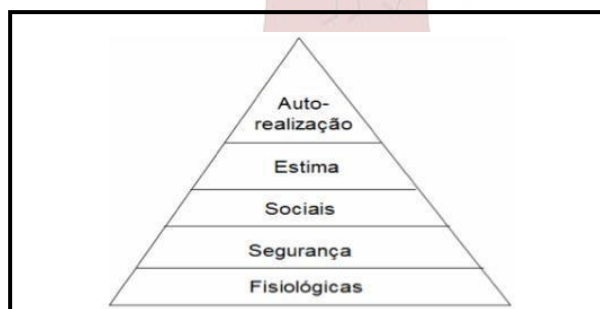 Auto-
realização
Estima
Sociais
Segurança
Fisiológicas